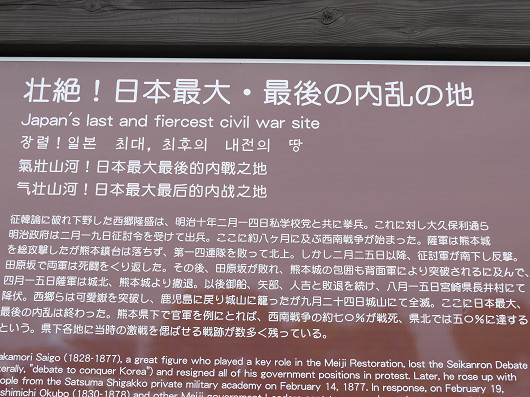 壮絶！日本最大・最後の内乱の地
Japan's last and fiercest civil war site
장렬！일본 최대, 최후의 내전의 땅
氣壯山河！日本最大最後的內戰之地
气壮山河！日本最大最后的内战之地
征韓論に破れ下野した西郷隆盛は、明治十年二月一四日私学校党と共に挙兵。これに対し大久保利通ら
明治政府は二月一九日征討令を受けて出兵。ここに約八ヶ月に及ぶ西南戦争が始まった。薩軍は熊本城
を総攻撃したが熊本鎮台は落ちず、第一四連隊を敗って北上。しかし二月二五日以降、征討軍が南下し反撃。
田原坂で両軍は死闘をくり返した。その後、田原坂が敗れ、熊本城の包囲も背面軍により突破されるに及んで、
四月一五日薩軍は城北、熊本城より撤退。以後御船、矢部、人吉と敗退を続け、八月一五日宮崎県長井村にて
降伏。西郷らは可愛嶽を突破し、鹿児島に戻り城山に籠ったが九月二四日城山にて全滅。ここに日本最大、
最後の内乱は終わった。熊本県下で官軍を例にとれば、西南戦争の約七〇％が戦死、県北では五〇％に達する
という。県下各地に当時の激戦を偲ばせる戦跡が数多く残っている。
akamori Saigo (1828-1877), a great figure who played a key role in the Meiji Restoration, lost the Seikanron Debate
terally, "debate to conquer Korea") and resigned all of his government positions in protest. Later, he rose up with
ople from the Satsuma Shigakko private military academy on February 14, 1877. In response, on February 19,
shimichi Okubo (1830-1878) and other Meiji government